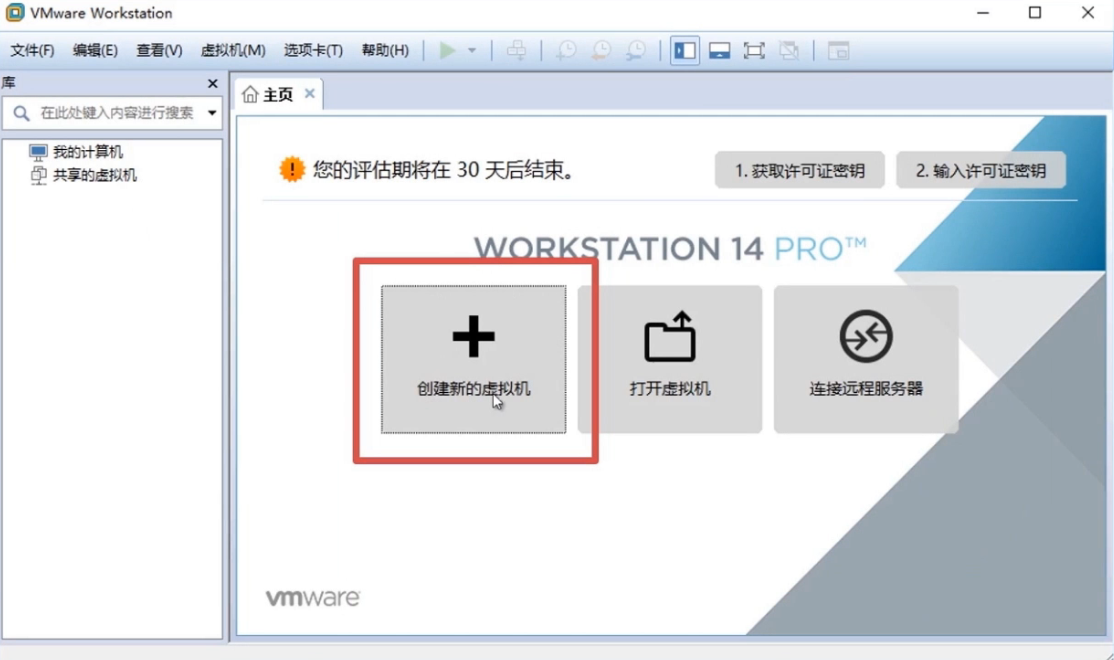 VMware Workstation
文件(F) 编辑(E) 查看(V) 虚拟机(M) 选项卡(T) 帮助(H)
库
在此处键入内容进行搜索
我的计算机
共享的虚拟机
主页
您的评估期将在 30 天后结束。
1. 获取许可证密钥
2. 输入许可证密钥
WORKSTATION 14 PRO™
创建新的虚拟机
打开虚拟机
连接远程服务器
vmware